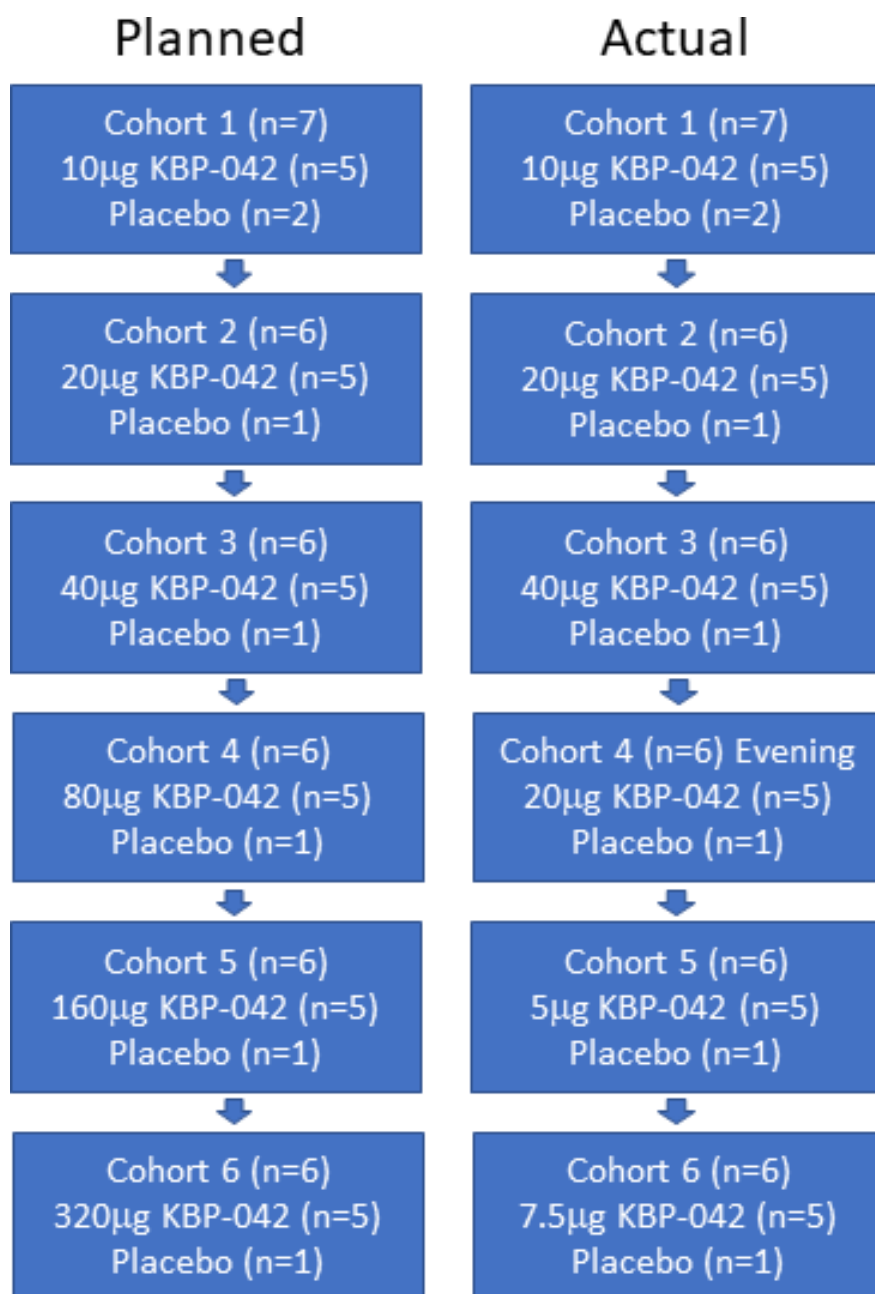 Planned
Cohort 1 (n=7)
10μg KBP-042 (n=5)
Placebo (n=2)
Cohort 2 (n=6)
20μg KBP-042 (n=5)
Placebo (n=1)
Cohort 3 (n=6)
40μg KBP-042 (n=5)
Placebo (n=1)
Cohort 4 (n=6)
80μg KBP-042 (n=5)
Placebo (n=1)
Cohort 5 (n=6)
160μg KBP-042 (n=5)
Placebo (n=1)
Cohort 6 (n=6)
320μg KBP-042 (n=5)
Placebo (n=1)
Actual
Cohort 1 (n=7)
10μg KBP-042 (n=5)
Placebo (n=2)
Cohort 2 (n=6)
20μg KBP-042 (n=5)
Placebo (n=1)
Cohort 3 (n=6)
40μg KBP-042 (n=5)
Placebo (n=1)
Cohort 4 (n=6) Evening
20μg KBP-042 (n=5)
Placebo (n=1)
Cohort 5 (n=6)
5μg KBP-042 (n=5)
Placebo (n=1)
Cohort 6 (n=6)
7.5μg KBP-042 (n=5)
Placebo (n=1)